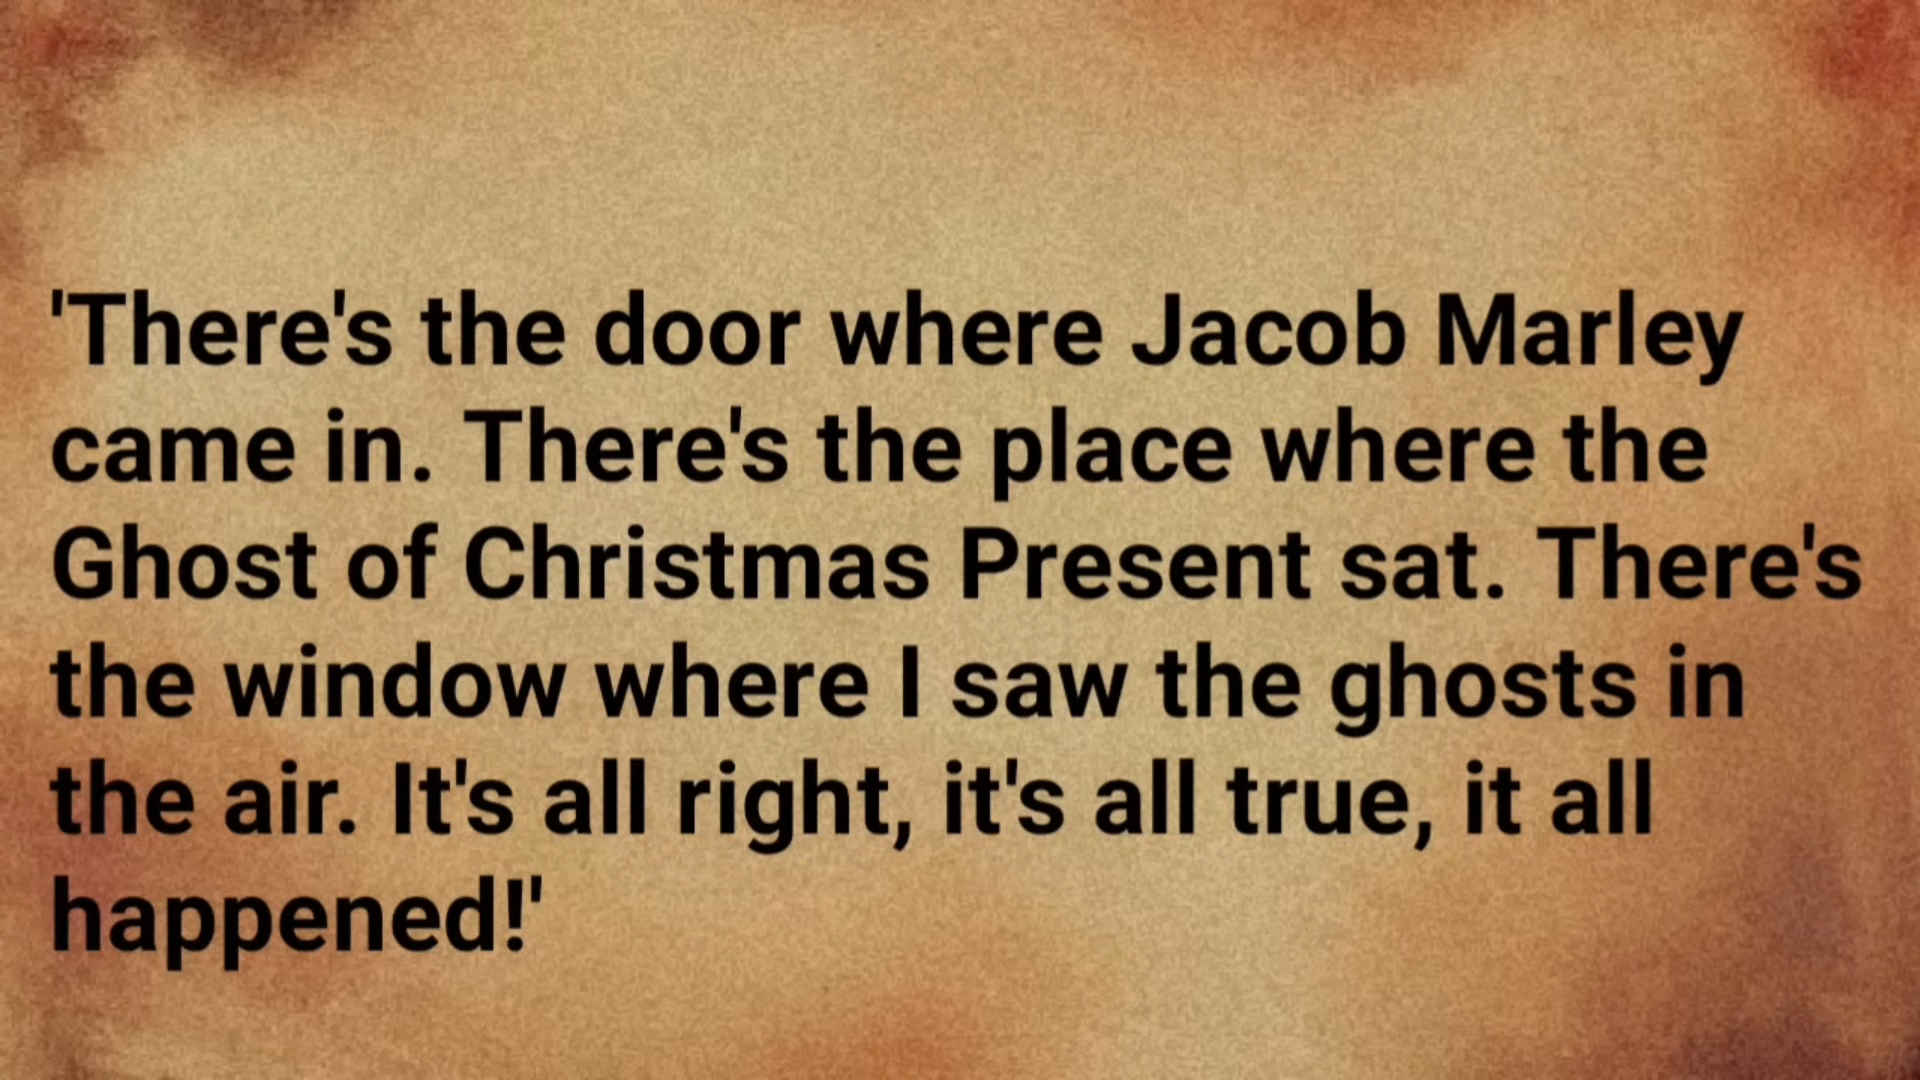 'There's the door where Jacob Marley
came in. There's the place where the
Ghost of Christmas Present sat. There's
the window where I saw the ghosts in
the air. It's all right, it's all true, it all
happened!'